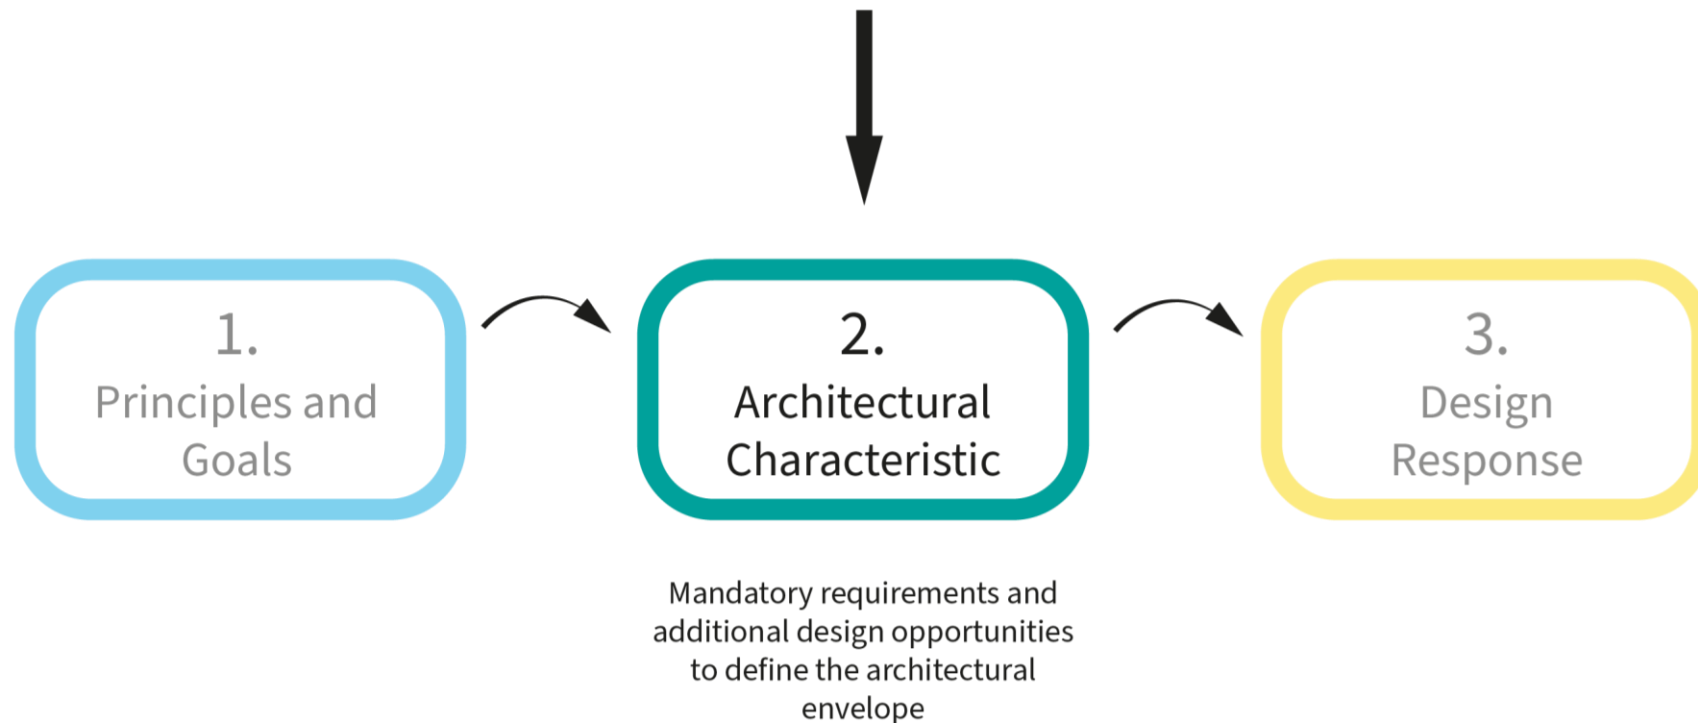 1.
Principles and
Goals
2.
Architectural
Characteristic
3.
Design
Response
Mandatory requirements and
additional design opportunities
to define the architectural
envelope